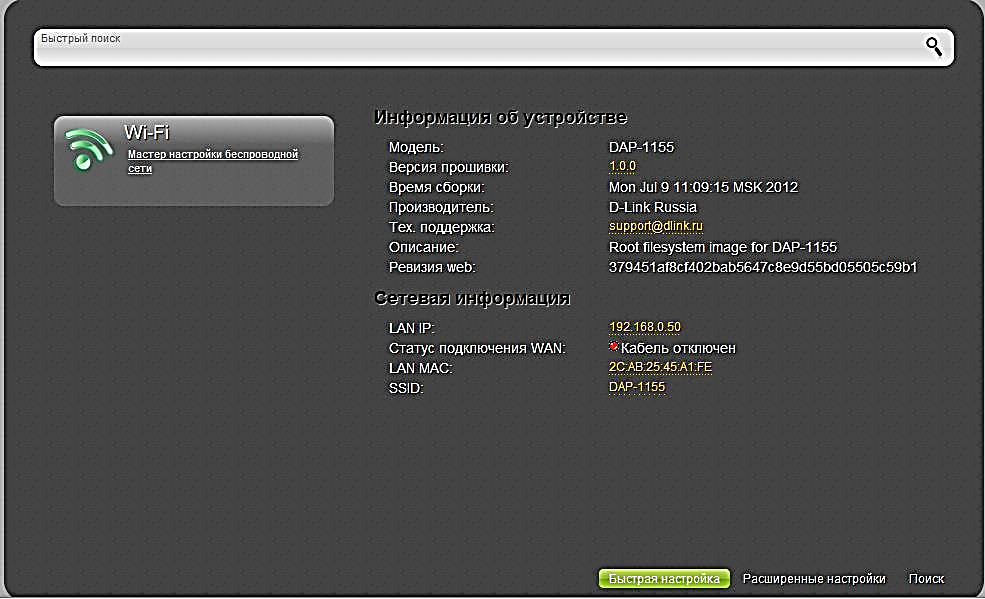 Быстрый поиск
Wi-Fi
Мастер настройки беспроводной
сети
Информация об устройстве
Модель: DAP-1155
Версия прошивки: 1.0.0
Время сборки: Mon Jul 9 11:09:15 MSK 2012
Производитель: D-Link Russia
Тех. поддержка: support@dlink.ru
Описание: Root filesystem image for DAP-1155
Ревизия web: 379451af8cf402bab5647c8e9d55bd05505c59b1
Сетевая информация
LAN IP: 192.168.0.50
Статус подключения WAN: Кабель отключен
LAN MAC: 2C:AB:25:45:A1:FE
SSID: DAP-1155
Быстрая настройка Расширенные настройки Поиск